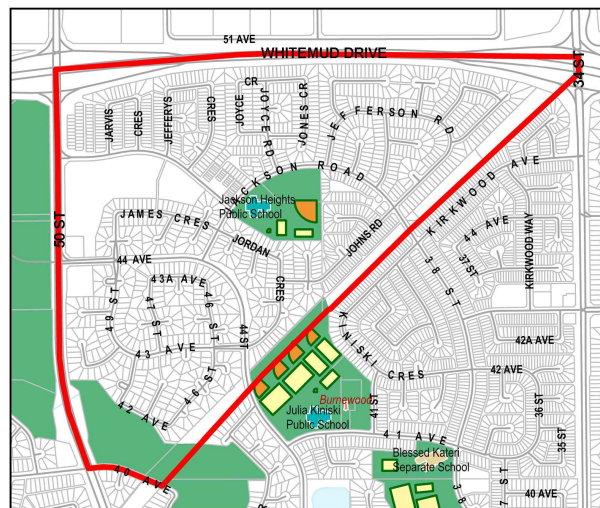 51 AVE
WHITEMUD DRIVE
34 ST
50 ST
JARVIS
CRES
JEFFERYS
CRES
JOYCE
CR
JOYCE RD
JONES CR
JEFFERSON RD
JACKSON ROAD
Jackson Heights
Public School
JAMES CRES
JORDAN
CRES
JOHNS RD
KIRKWOOD AVE
44 AVE
37 ST
38 ST
KIRKWOOD WAY
44 AVE
43A AVE
49 ST
47 ST
46 ST
44 ST
43 AVE
46 ST
42 AVE
40 AVE
KINISKI CRES
42A AVE
42 AVE
Burnewood
41 ST
Julia Kiniski
Public School
41 AVE
36 ST
35 ST
Blessed Kateri
Separate School
38
7 ST
40 AVE